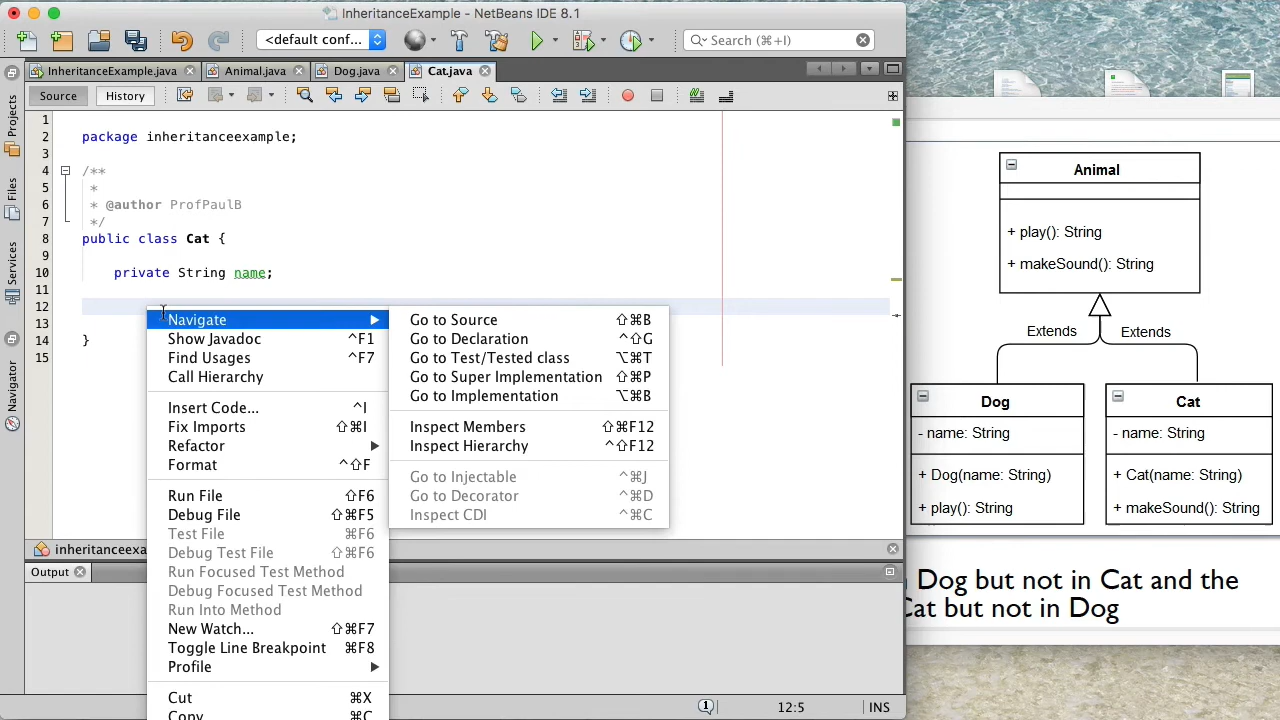 InheritanceExample - NetBeans IDE 8.1
<default conf...
Search (⌘+I)
InheritanceExample.java
Animal.java
Dog.java
Cat.java
Source
History
Projects
Files
Services
Navigator
1
2 package inheritanceexample;
3
4 /**
5 *
6 * @author ProfPaulB
7 */
8 public class Cat {
9
10 private String name;
11
12
13
14 }
15
Navigate
Show Javadoc ^F1
Find Usages ^F7
Call Hierarchy
Insert Code... ^I
Fix Imports ⇧⌘I
Refactor
Format ^⇧F
Run File ⇧F6
Debug File ⇧⌘F5
Test File ⌘F6
Debug Test File ⇧⌘F6
Run Focused Test Method
Debug Focused Test Method
Run Into Method
New Watch... ⇧⌘F7
Toggle Line Breakpoint ⌘F8
Profile
Cut ⌘X
Copy ⌘C
Go to Source ⇧⌘B
Go to Declaration ^⇧G
Go to Test/Tested class ⌥⌘T
Go to Super Implementation ⇧⌘P
Go to Implementation ⌥⌘B
Inspect Members ⇧⌘F12
Inspect Hierarchy ^⇧F12
Go to Injectable ^⌘J
Go to Decorator ^⌘D
Inspect CDI ^⌘C
inheritanceexa
Output
1
12:5
INS
Animal
+ play(): String
+ makeSound(): String
Extends
Extends
Dog
- name: String
+ Dog(name: String)
+ play(): String
Cat
- name: String
+ Cat(name: String)
+ makeSound(): String
Dog but not in Cat and the
Cat but not in Dog